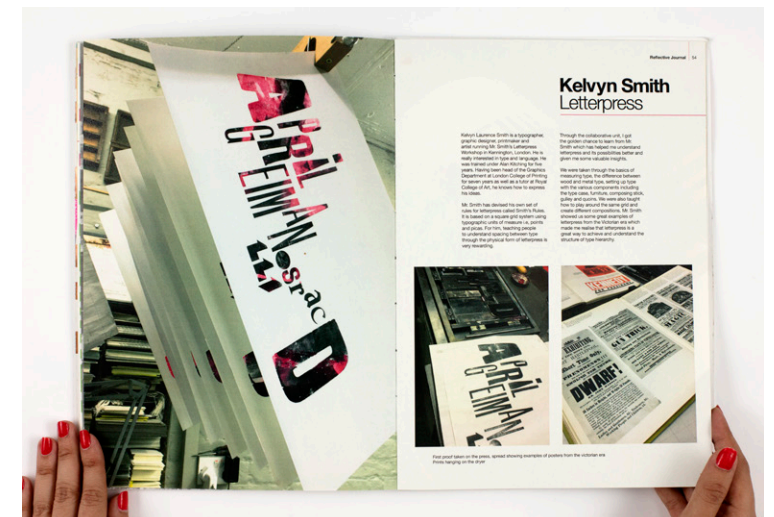 APRIL
GREIMAN
D
Reflective Journal 54
Kelvyn Smith
Letterpress
Kelvyn Laurence Smith is a typographer,
graphic designer, printmaker and
artist running Mr. Smith's Letterpress
Workshop in Kennington, London. He is
really interested in type and language. He
was trained under Alan Kitching for five
years. Having been head of the Graphics
Department at London College of Printing
for seven years as well as a tutor at Royal
College of Art, he knows how to express
his ideas.
Mr. Smith has devised his own set of
rules for letterpress called Smith's Rules.
It is based on a square grid system using
typographic units of measure i.e. points
and picas. For him, teaching people
to understand spacing between type
through the physical form of letterpress is
very rewarding.
Through the collaborative unit, I got
the golden chance to learn from Mr.
Smith which has helped me understand
letterpress and its possibilities better and
given me some valuable insights.
We were taken through the basics of
measuring type, the difference between
wood and metal type, setting up type
with the various components including
the type case, furniture, composing stick,
gulley and quoins. We were also taught
how to play around the same grid and
create different compositions. Mr. Smith
showed us some great examples of
letterpress from the Victorian era which
made me realise that letterpress is a
great way to achieve and understand the
structure of type hierarchy.
APRIL
GREIMAN
EXHIBITION,
DWARF!
GO'S THICK,
First proof taken on the press, spread showing examples of posters from the victorian era
Prints hanging on the dryer